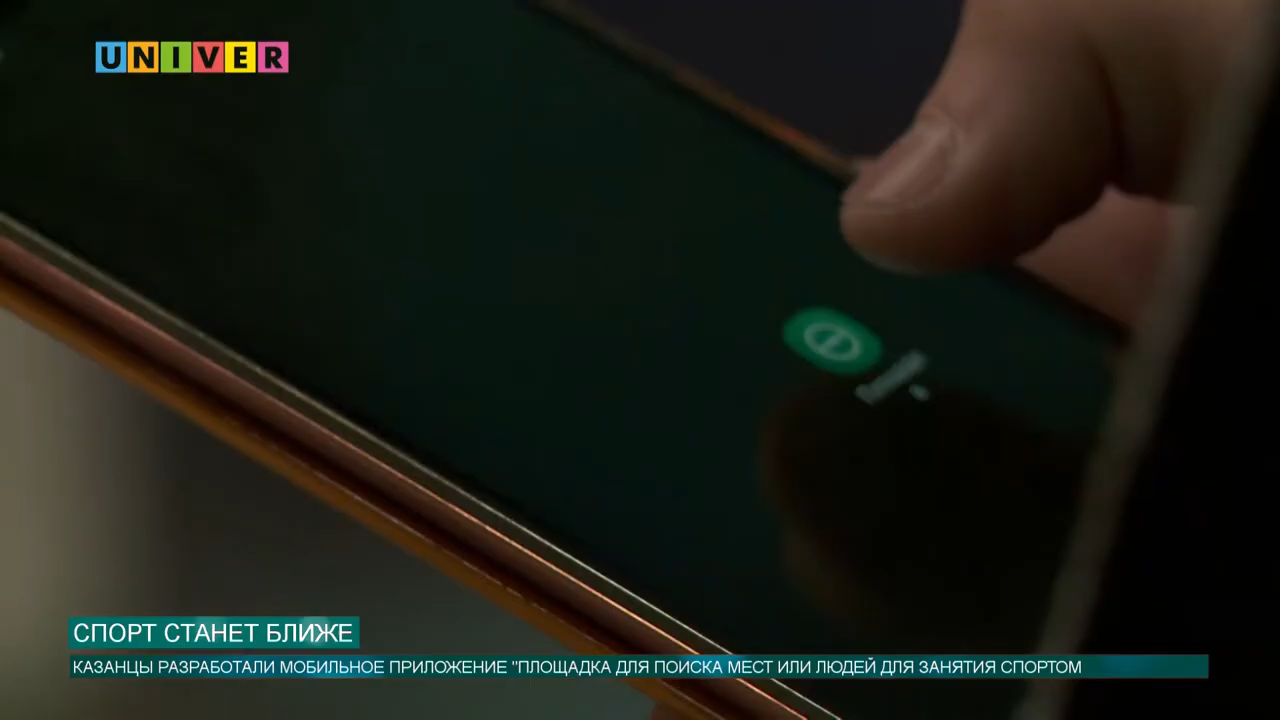 UNIVER
СПОРТ СТАНЕТ БЛИЖЕ
КАЗАНЦЫ РАЗРАБОТАЛИ МОБИЛЬНОЕ ПРИЛОЖЕНИЕ "ПЛОЩАДКА ДЛЯ ПОИСКА МЕСТ ИЛИ ЛЮДЕЙ ДЛЯ ЗАНЯТИЯ СПОРТОМ